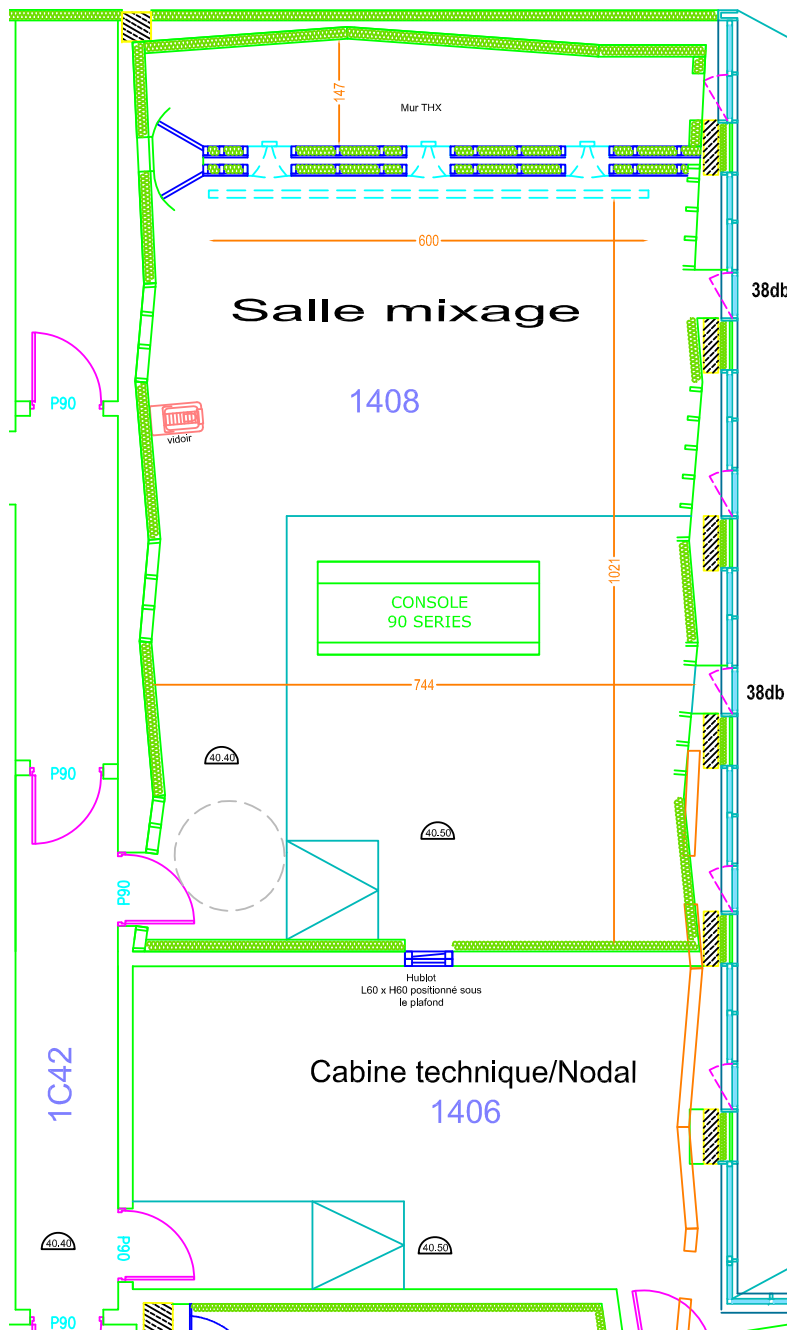 Mur THX
147
600
38db
Salle mixage
1408
P90
vidoir
CONSOLE
90 SERIES
1021
744
38db
P90
40.40
40.50
P90
Hublot
L60 x H60 positionné sous
le plafond
1C42
Cabine technique/Nodal
1406
40.40
P90
40.50
P90